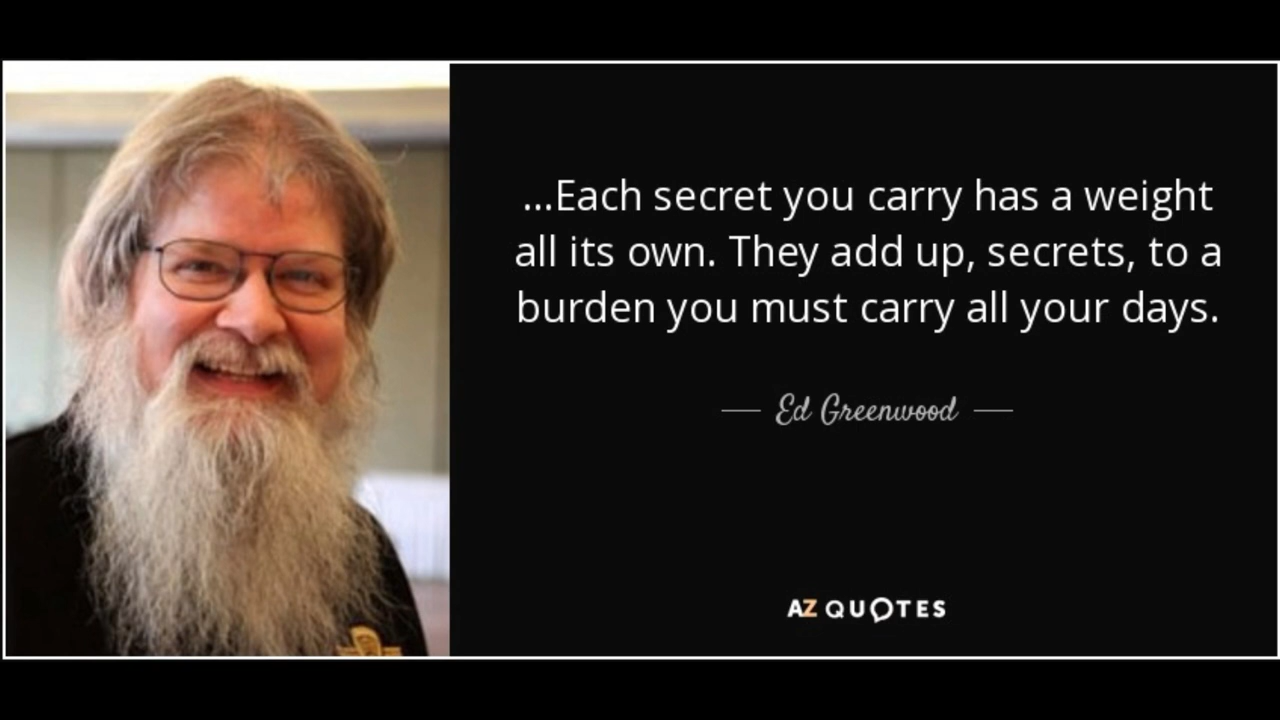 ...Each secret you carry has a weight
all its own. They add up, secrets, to a
burden you must carry all your days.
Ed Greenwood
AZ QUOTES